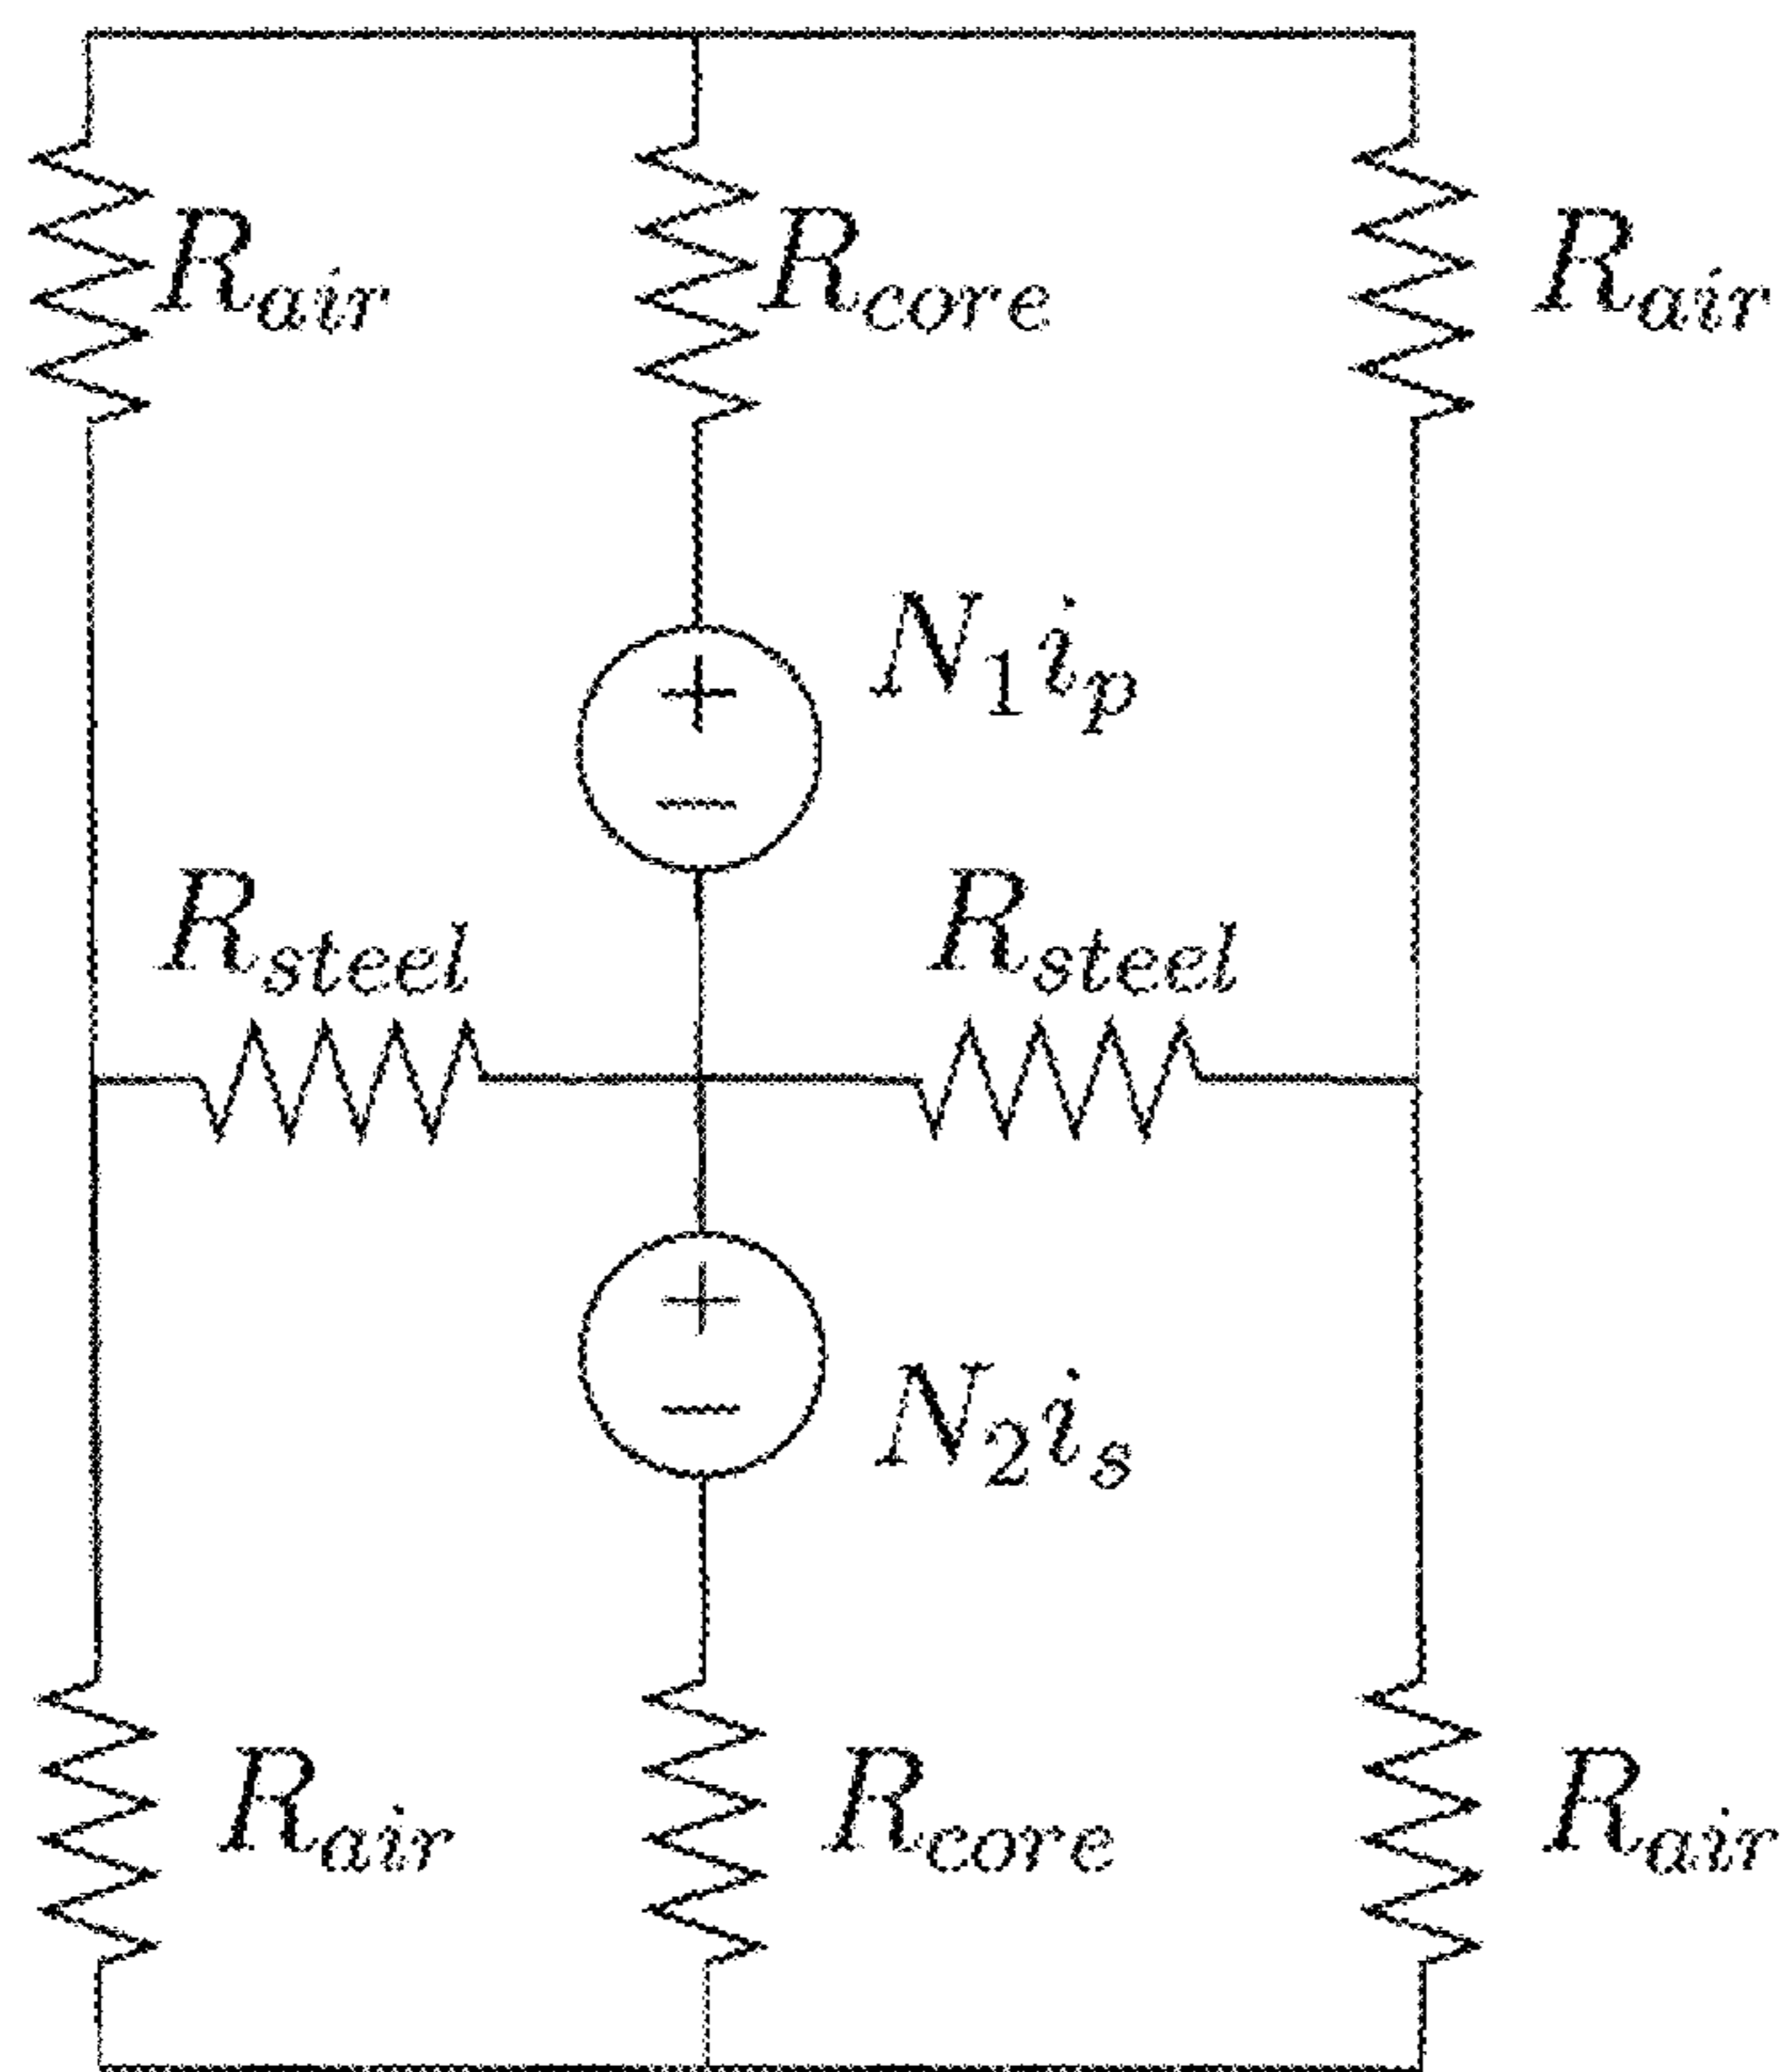 R_air R_core R_air
+ N_1 i_p
−
R_steel R_steel
+
− N_2 i_s
R_air R_core R_air